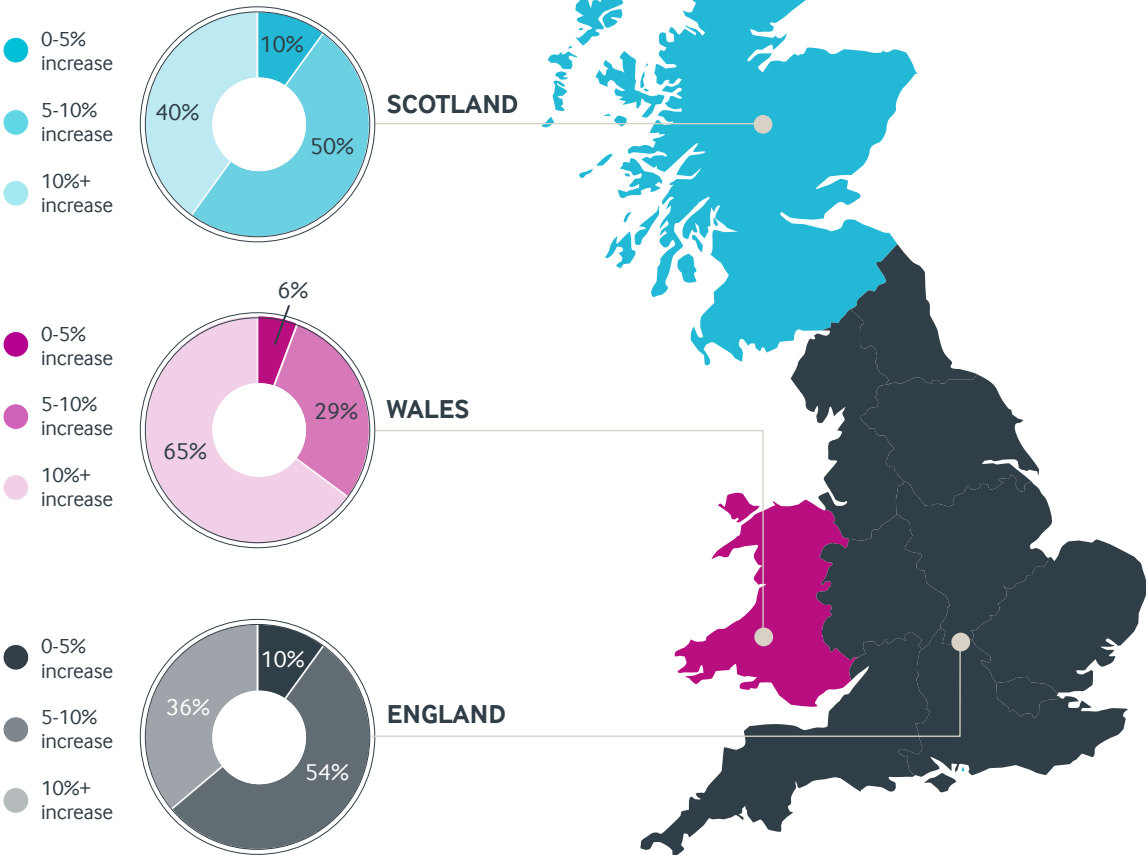 0-5%
increase
5-10%
increase
10%+
increase
10%
50%
40%
SCOTLAND
0-5%
increase
5-10%
increase
10%+
increase
6%
29%
65%
WALES
0-5%
increase
5-10%
increase
10%+
increase
10%
54%
36%
ENGLAND